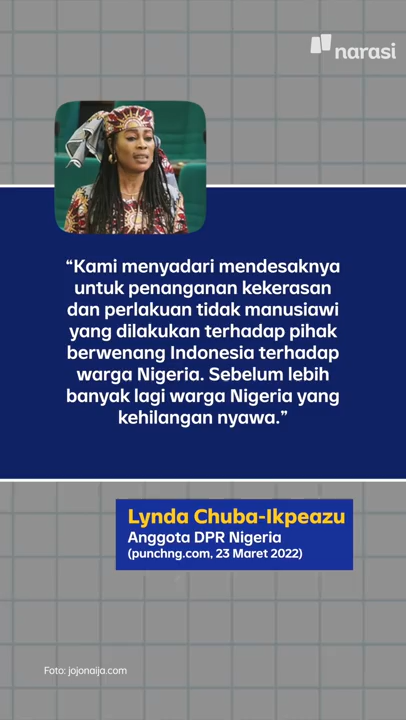 narasi
“Kami menyadari mendesaknya
untuk penanganan kekerasan
dan perlakuan tidak manusiawi
yang dilakukan terhadap pihak
berwenang Indonesia terhadap
warga Nigeria. Sebelum lebih
banyak lagi warga Nigeria yang
kehilangan nyawa.”
Lynda Chuba-Ikpeazu
Anggota DPR Nigeria
(punchng.com, 23 Maret 2022)
Foto: jojonaija.com